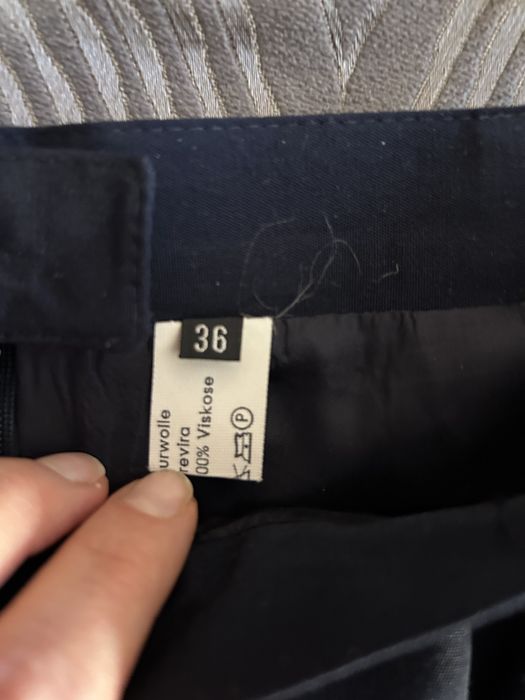 36
urwolle
revira
00% Viskose
P